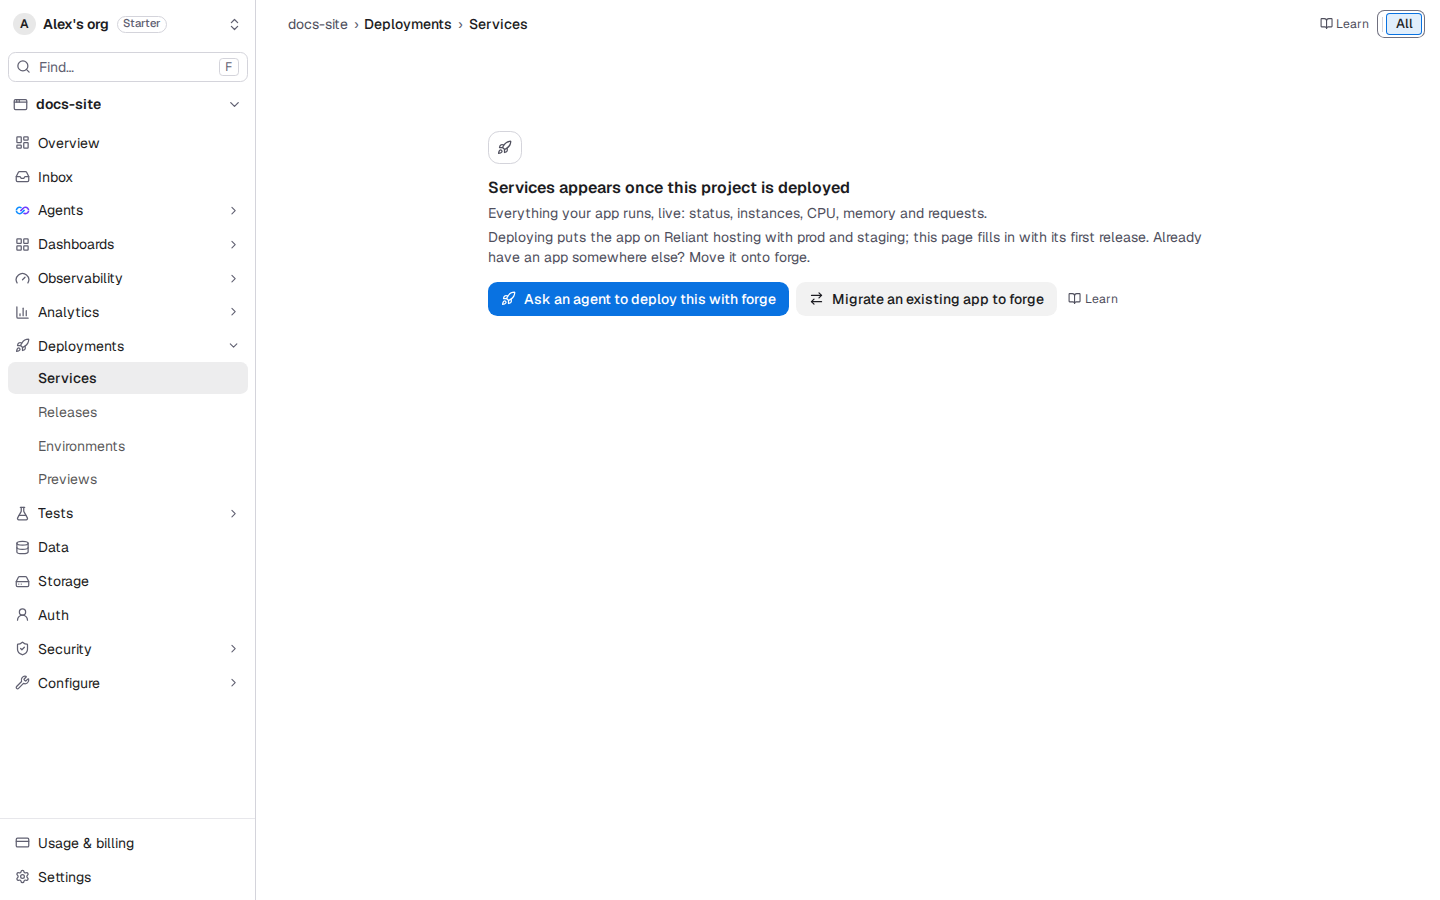 A Alex's org Starter
Find... F
docs-site
Overview
Inbox
Agents
Dashboards
Observability
Analytics
Deployments
Services
Releases
Environments
Previews
Tests
Data
Storage
Auth
Security
Configure
Usage & billing
Settings
docs-site › Deployments › Services
Learn All
Services appears once this project is deployed
Everything your app runs, live: status, instances, CPU, memory and requests.
Deploying puts the app on Reliant hosting with prod and staging; this page fills in with its first release. Already
have an app somewhere else? Move it onto forge.
Ask an agent to deploy this with forge Migrate an existing app to forge Learn